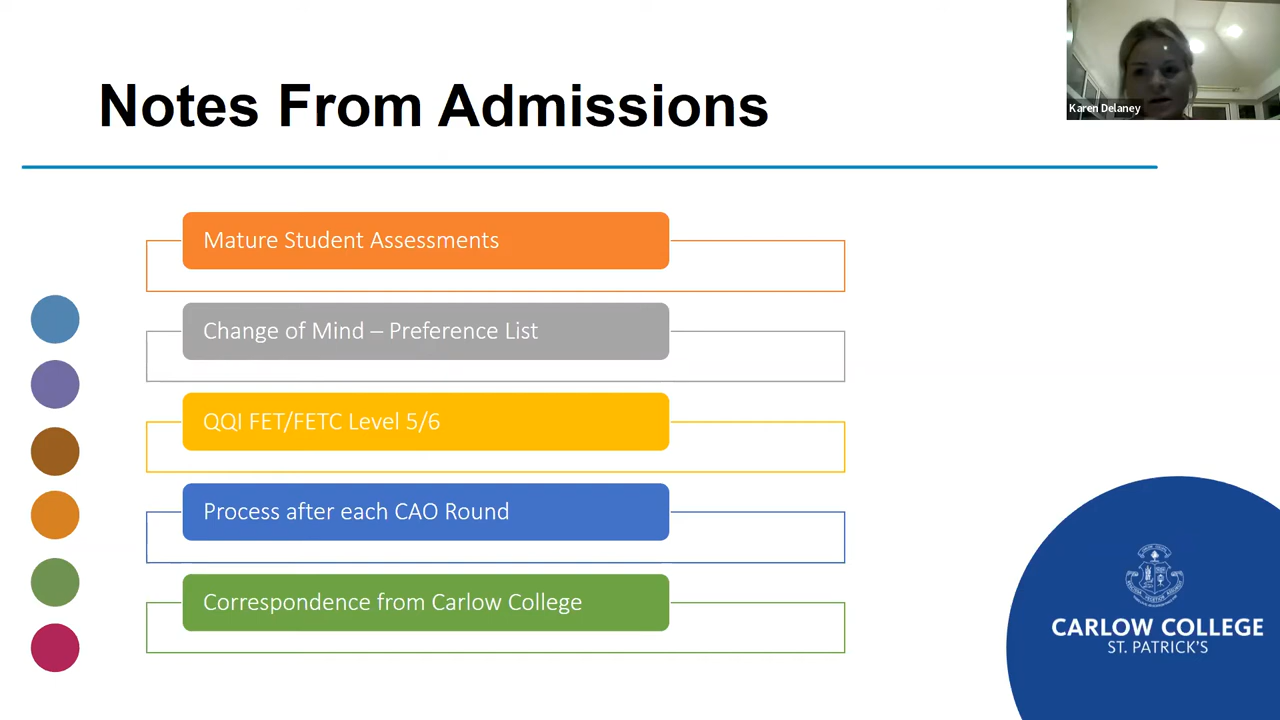 Notes From Admissions
Karen Delaney
Mature Student Assessments
Change of Mind – Preference List
QQI FET/FETC Level 5/6
Process after each CAO Round
Correspondence from Carlow College
CARLOW COLLEGE
ST. PATRICK'S